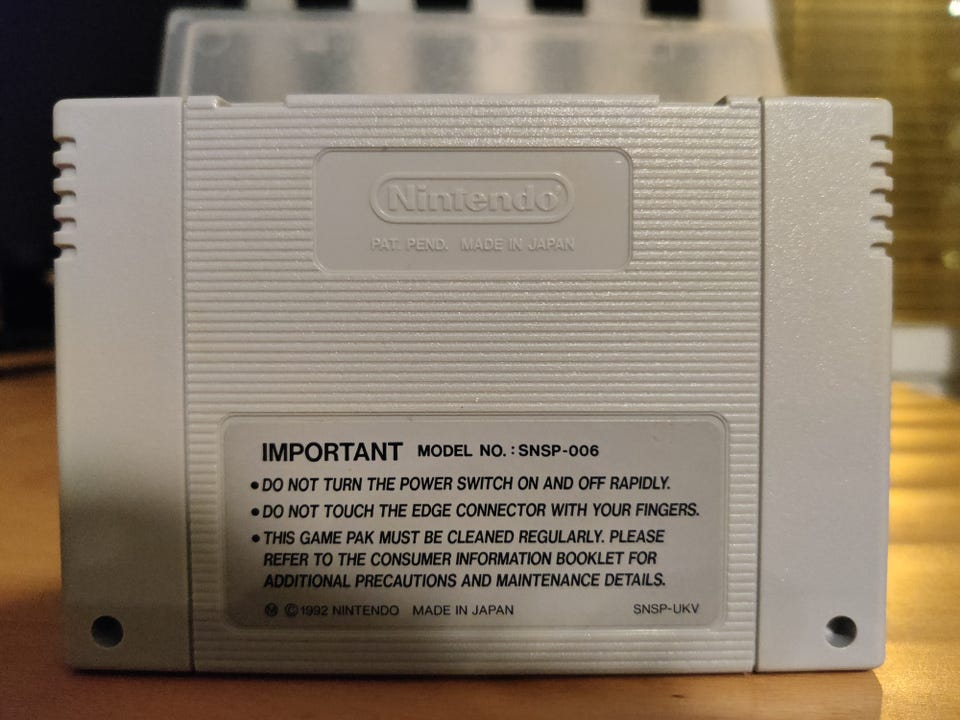 Nintendo®
PAT. PEND. MADE IN JAPAN
IMPORTANT MODEL NO. : SNSP-006
• DO NOT TURN THE POWER SWITCH ON AND OFF RAPIDLY.
• DO NOT TOUCH THE EDGE CONNECTOR WITH YOUR FINGERS.
• THIS GAME PAK MUST BE CLEANED REGULARLY. PLEASE
REFER TO THE CONSUMER INFORMATION BOOKLET FOR
ADDITIONAL PRECAUTIONS AND MAINTENANCE DETAILS.
Ⓜ ©1992 NINTENDO MADE IN JAPAN SNSP-UKV